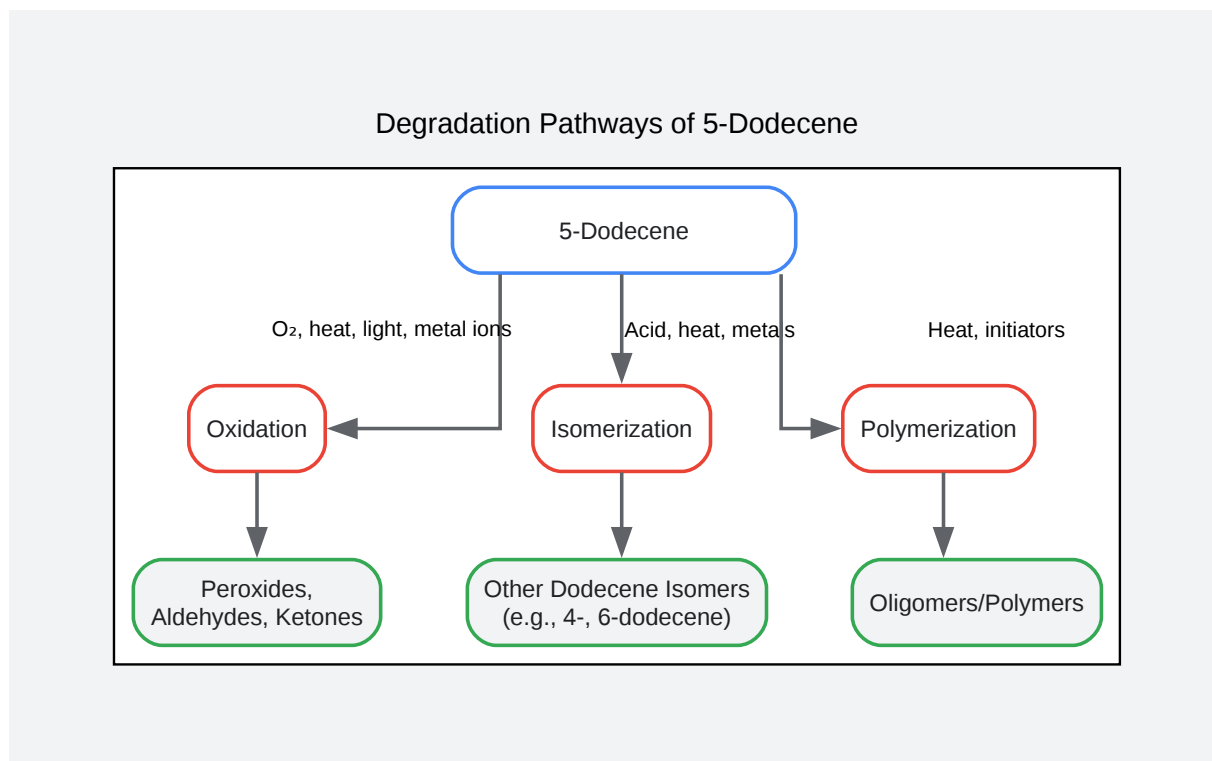 Degradation Pathways of 5-Dodecene
5-Dodecene
O₂, heat, light, metal ions
Acid, heat, metals
Heat, initiators
Oxidation
Isomerization
Polymerization
Peroxides,
Aldehydes, Ketones
Other Dodecene Isomers
(e.g., 4-, 6-dodecene)
Oligomers/Polymers